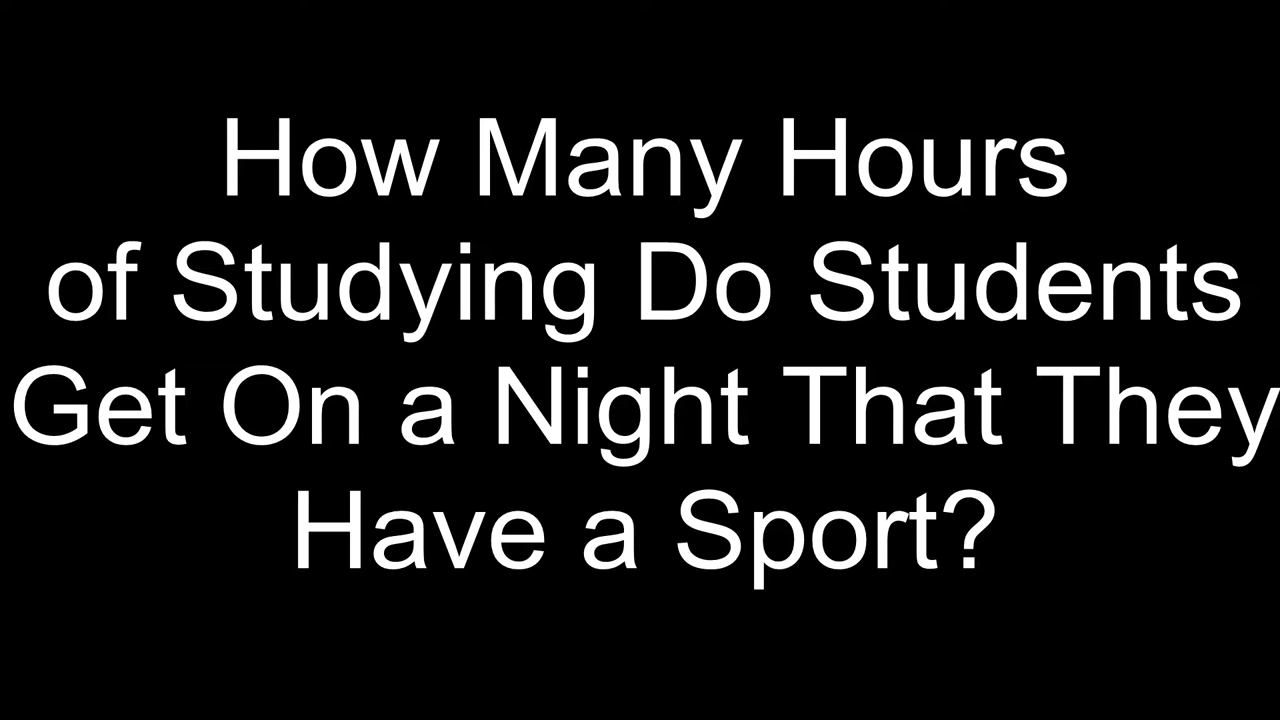 How Many Hours
of Studying Do Students
Get On a Night That They
Have a Sport?